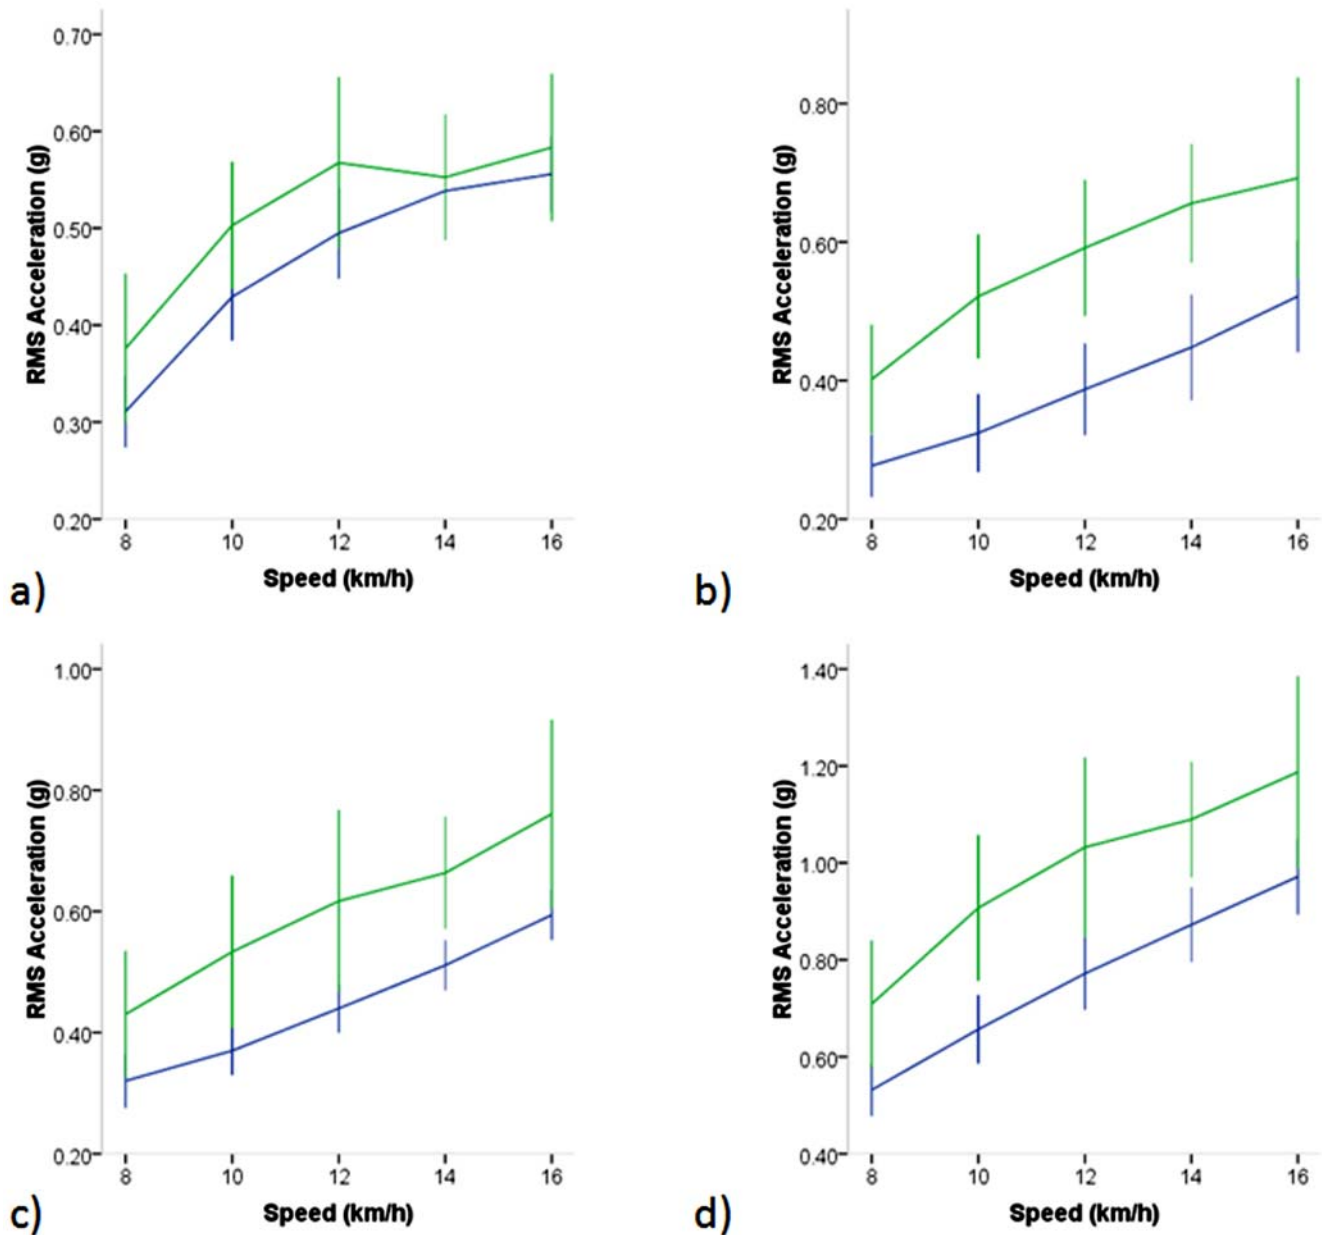 0.70
0.60
0.50
0.40
0.30
0.20
8 10 12 14 16
RMS Acceleration (g)
Speed (km/h)
a)
0.80
0.60
0.40
0.20
8 10 12 14 16
RMS Acceleration (g)
Speed (km/h)
b)
1.00
0.80
0.60
0.40
0.20
8 10 12 14 16
RMS Acceleration (g)
Speed (km/h)
c)
1.40
1.20
1.00
0.80
0.60
0.40
8 10 12 14 16
RMS Acceleration (g)
Speed (km/h)
d)